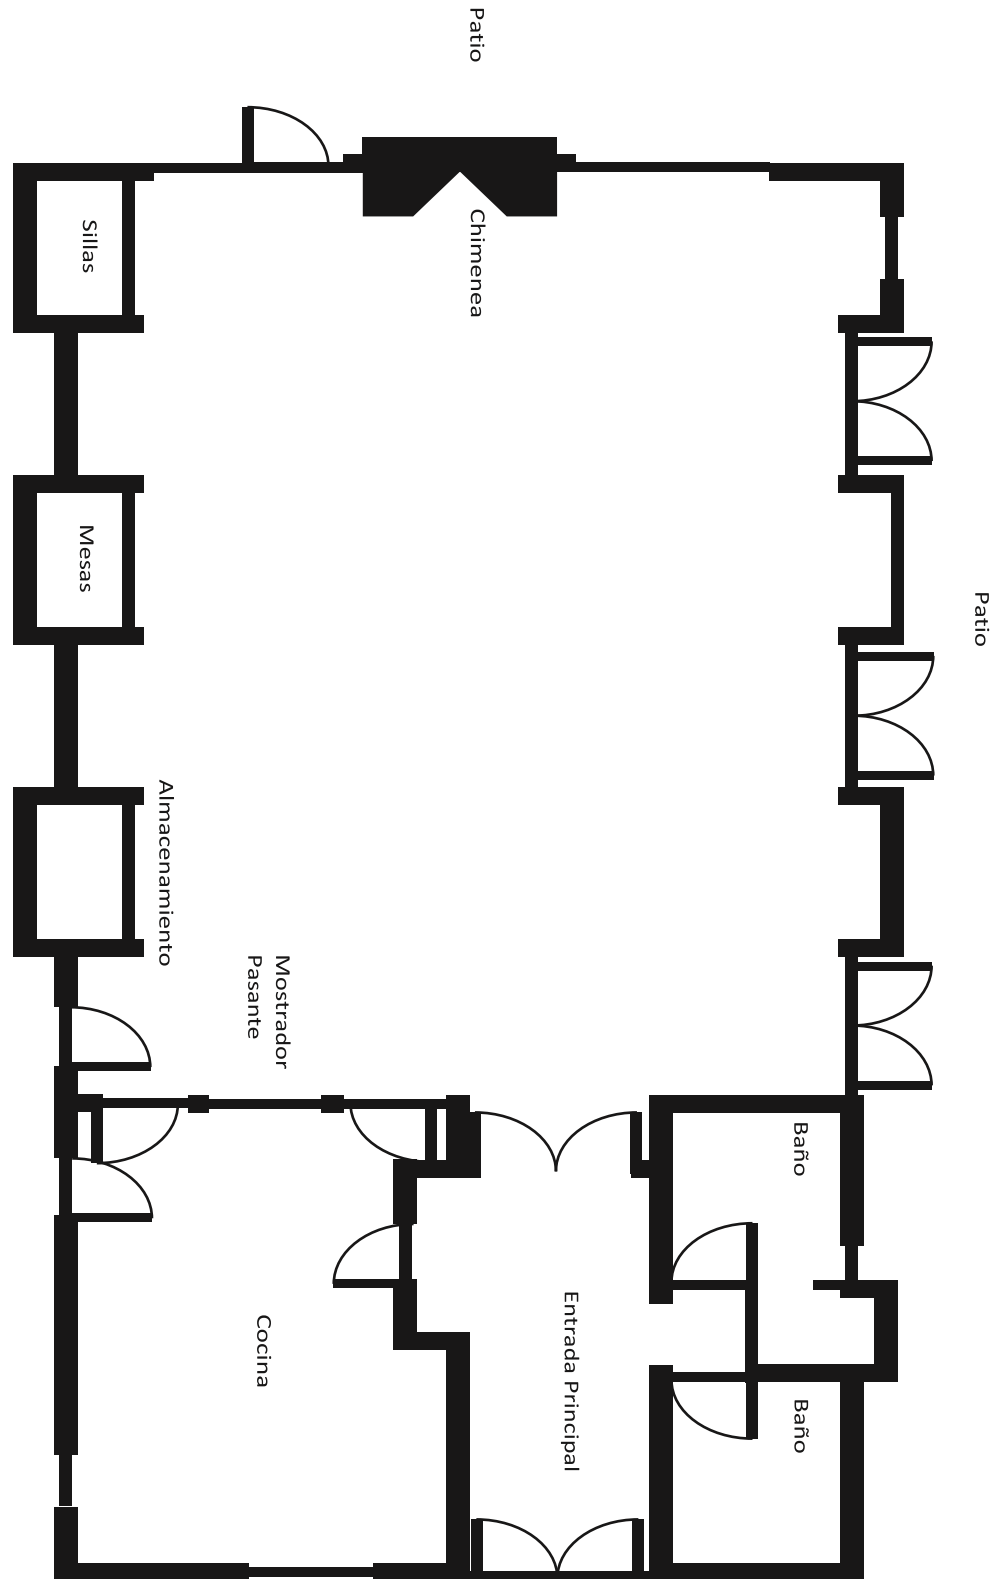 Patio
Chimenea
Sillas
Mesas
Patio
Almacenamiento
Mostrador
Pasante
Baño
Entrada Principal
Cocina
Baño